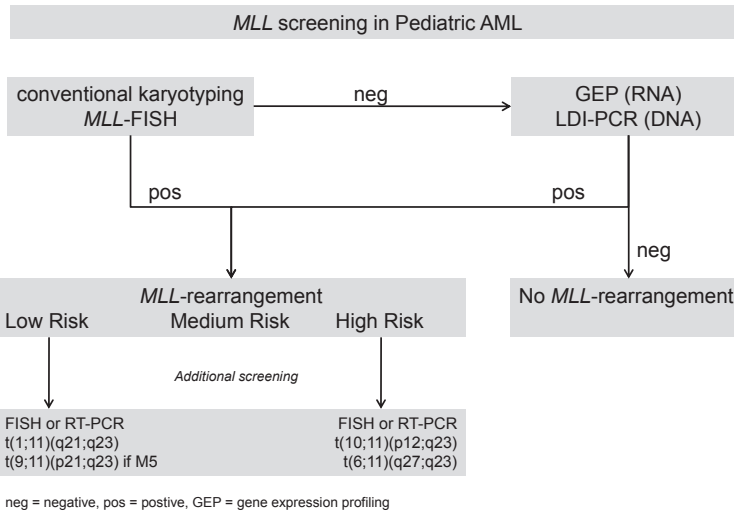 MLL screening in Pediatric AML
conventional karyotyping
MLL-FISH
neg
GEP (RNA)
LDI-PCR (DNA)
pos
pos
neg
MLL-rearrangement
Low Risk Medium Risk High Risk
No MLL-rearrangement
Additional screening
FISH or RT-PCR
t(1;11)(q21;q23)
t(9;11)(p21;q23) if M5
FISH or RT-PCR
t(10;11)(p12;q23)
t(6;11)(q27;q23)
neg = negative, pos = postive, GEP = gene expression profiling